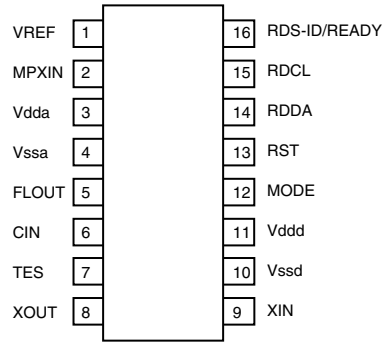 VREF 1 16 RDS-ID/READY
MPXIN 2 15 RDCL
Vdda 3 14 RDDA
Vssa 4 13 RST
FLOUT 5 12 MODE
CIN 6 11 Vddd
TES 7 10 Vssd
XOUT 8 9 XIN